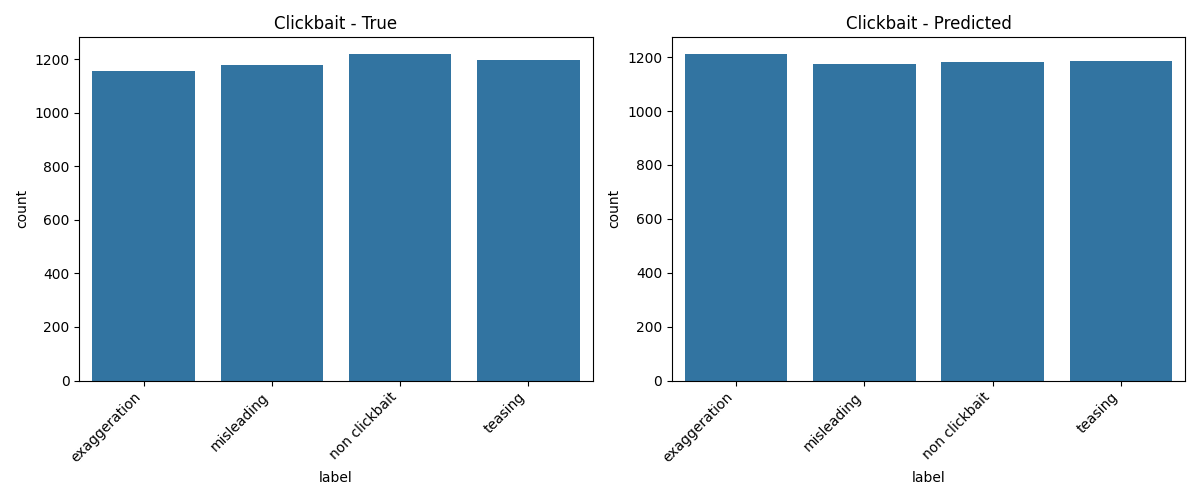 Clickbait - True
count
1200
1000
800
600
400
200
0
exaggeration
misleading
non clickbait
teasing
label
Clickbait - Predicted
count
1200
1000
800
600
400
200
0
exaggeration
misleading
non clickbait
teasing
label